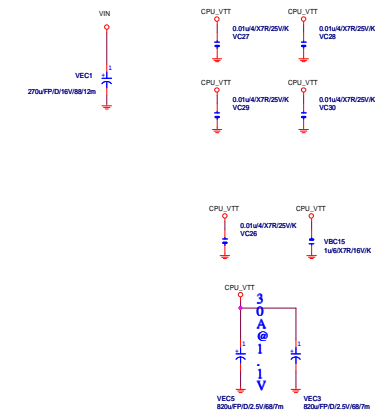 VIN
CPU_VTT
CPU_VTT
0.01u/4/X7R/25V/K
VC27
0.01u/4/X7R/25V/K
VC28
1
+
VEC1
270u/FP/D/16V/88/12m
CPU_VTT
CPU_VTT
0.01u/4/X7R/25V/K
VC29
0.01u/4/X7R/25V/K
VC30
CPU_VTT
CPU_VTT
0.01u/4/X7R/25V/K
VC26
VBC15
1u/6/X7R/16V/K
CPU_VTT
30A@1.1V
1
+
1
+
VEC5
820u/FP/D/2.5V/68/7m
VEC3
820u/FP/D/2.5V/68/7m